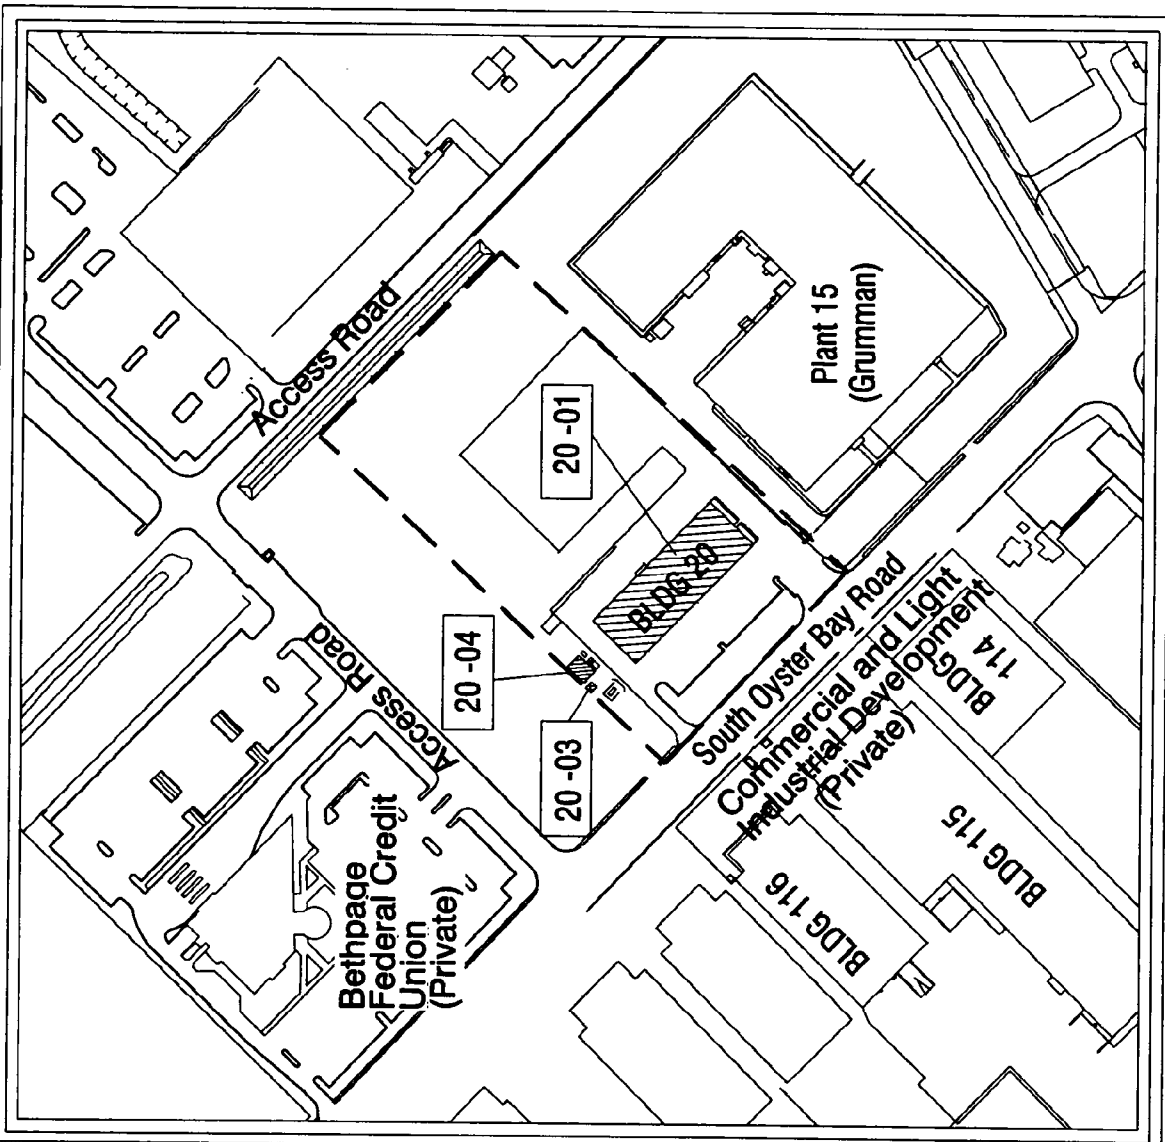 Access Road
Access Road
20 -01
20 -04
20 -03
BLDG 20
Plant 15
(Grumman)
Bethpage
Federal Credit
Union
(Private)
South Oyster Bay Road
Commercial and Light
Industrial Development
(Private)
BLDG
114
BLDG 115
BLDG 116